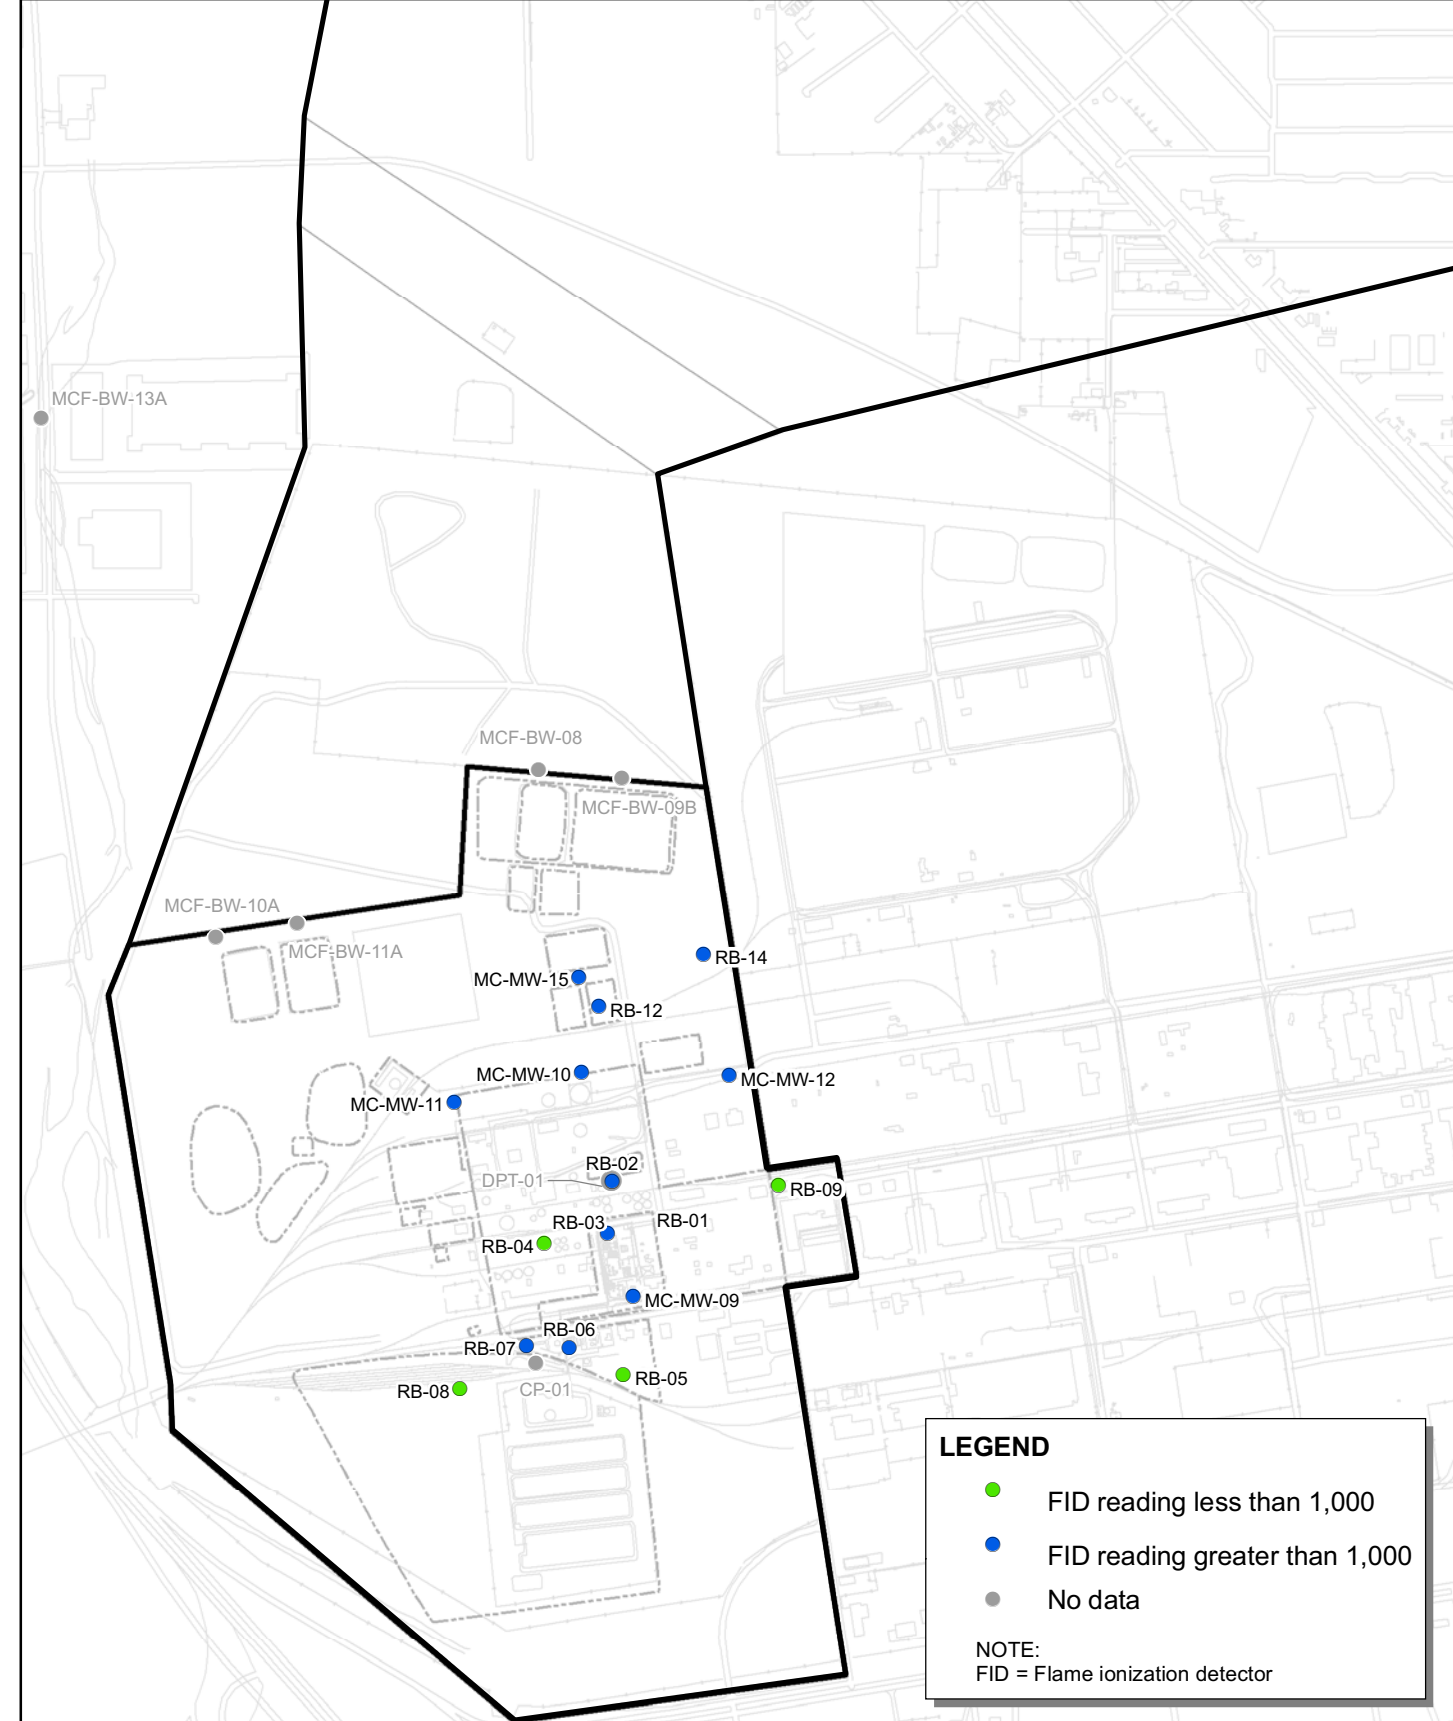 MCF-BW-13A
MCF-BW-08
MCF-BW-09B
MCF-BW-10A
MCF-BW-11A
RB-14
MC-MW-15
RB-12
MC-MW-10
MC-MW-12
MC-MW-11
RB-02
DPT-01
RB-09
RB-03
RB-01
RB-04
MC-MW-09
RB-06
RB-07
RB-05
CP-01
RB-08
LEGEND
FID reading less than 1,000
FID reading greater than 1,000
No data
NOTE:
FID = Flame ionization detector